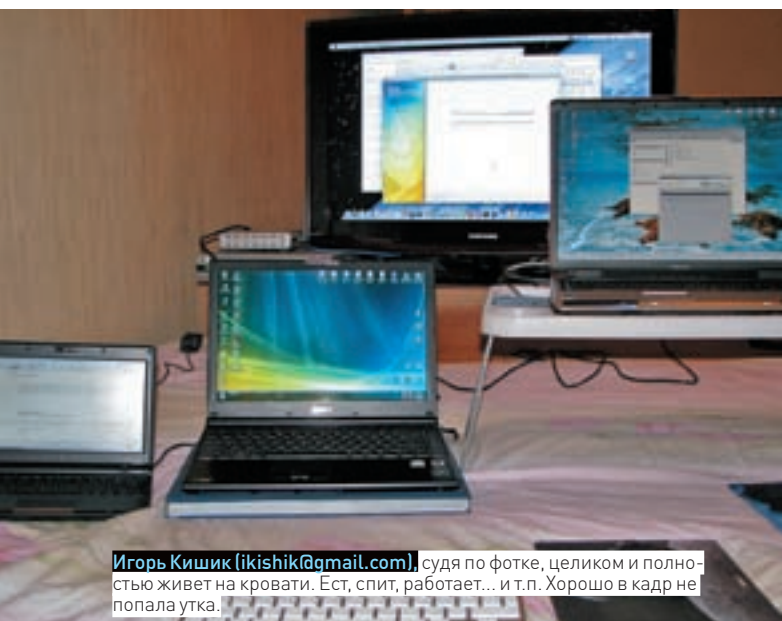 Игорь Кишик (ikishik@gmail.com), судя по фотке, целиком и полно-
стью живет на кровати. Ест, спит, работает... и т.п. Хорошо в кадр не
попала утка.